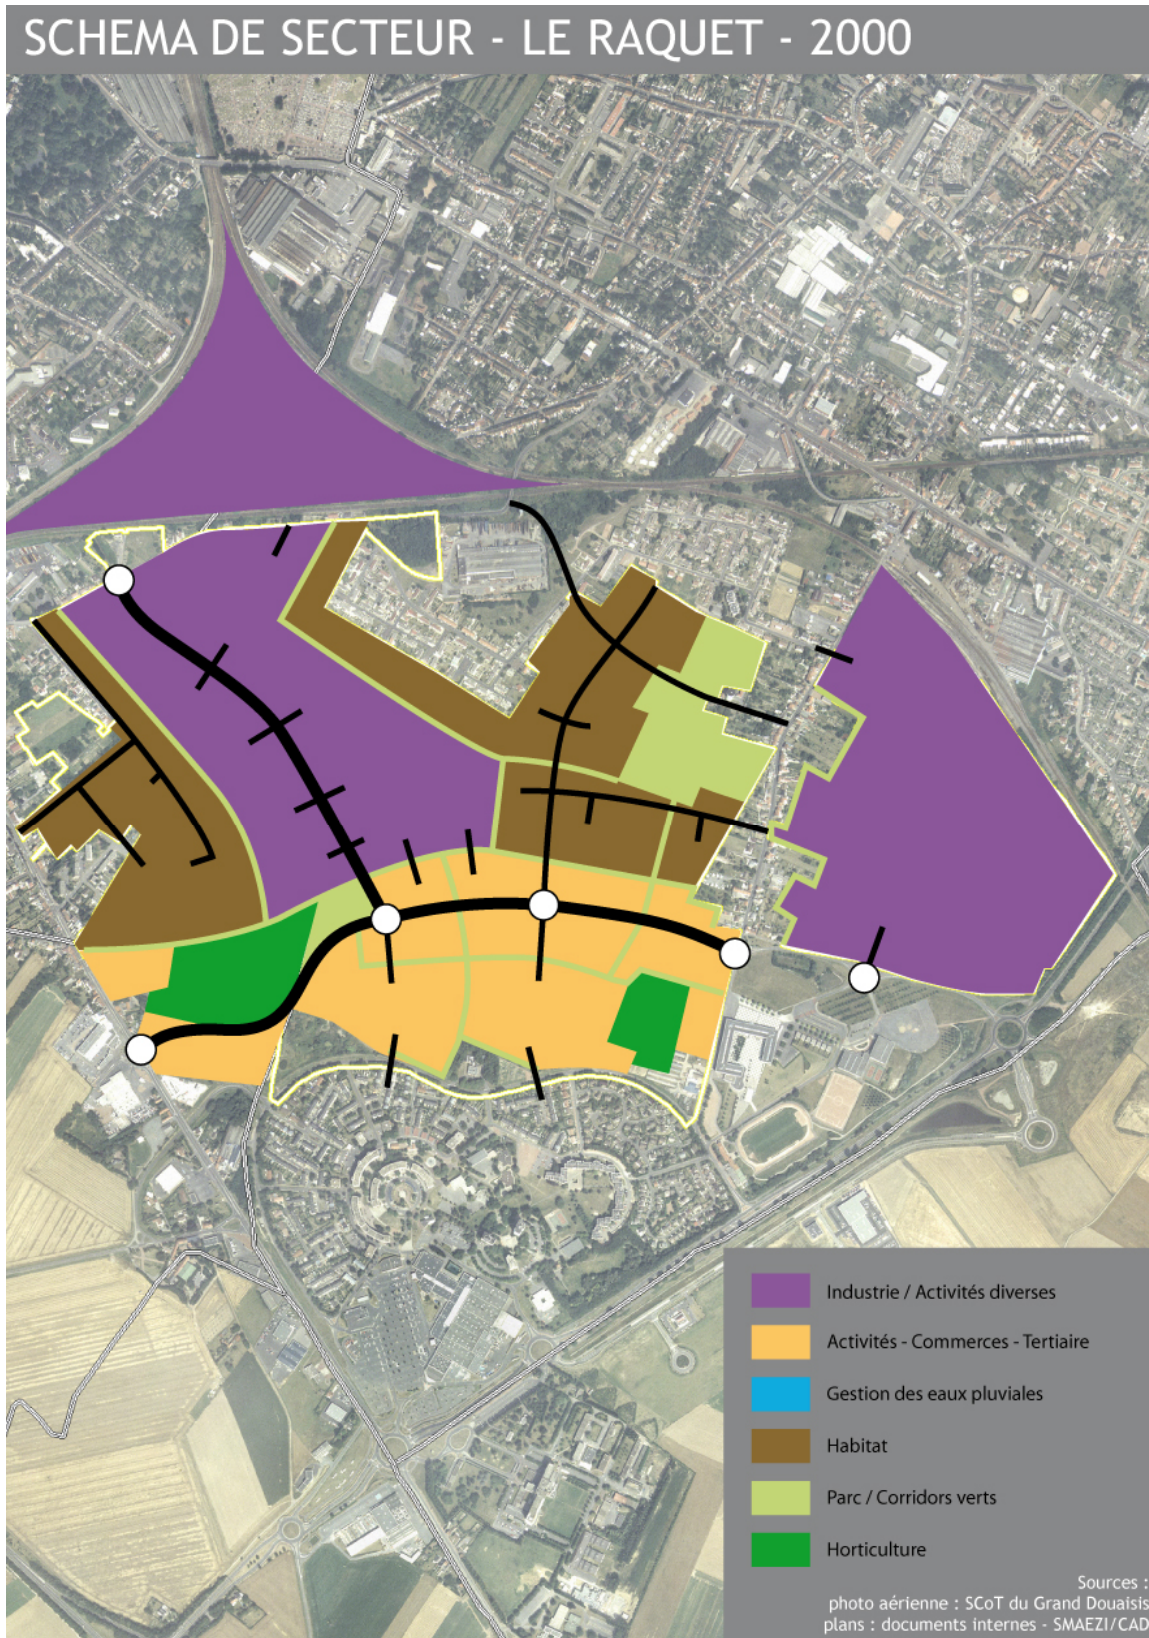 SCHEMA DE SECTEUR - LE RAQUET - 2000
Industrie / Activités diverses
Activités - Commerces - Tertiaire
Gestion des eaux pluviales
Habitat
Parc / Corridors verts
Horticulture
Sources :
photo aérienne : SCoT du Grand Douaisis
plans : documents internes - SMAEZI/CAD